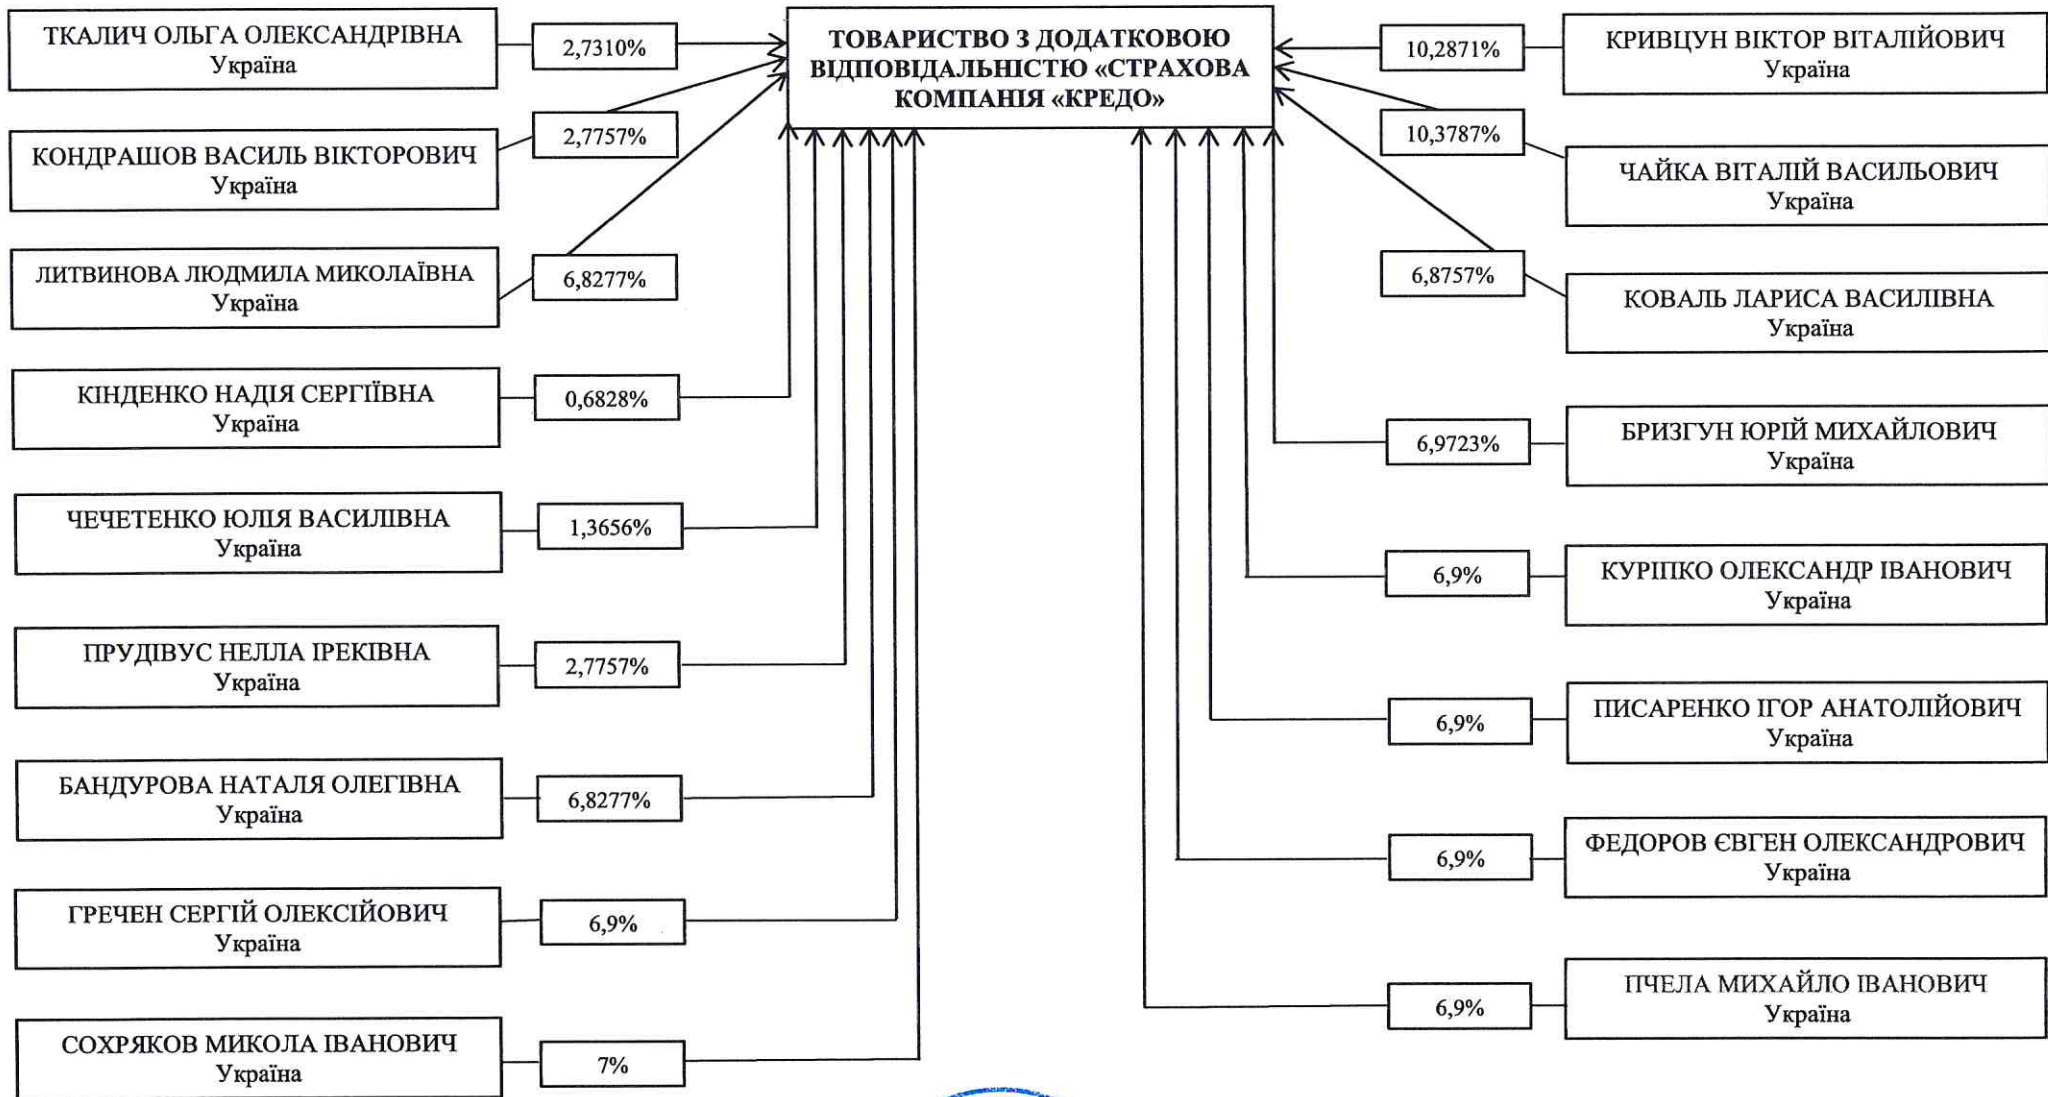 ТКАЛИЧ ОЛЬГА ОЛЕКСАНДРІВНА
Україна
2,7310%
ТОВАРИСТВО З ДОДАТКОВОЮ
ВІДПОВІДАЛЬНІСТЮ «СТРАХОВА
КОМПАНІЯ «КРЕДО»
10,2871%
КРИВЦУН ВІКТОР ВІТАЛІЙОВИЧ
Україна
КОНДРАШОВ ВАСИЛЬ ВІКТОРОВИЧ
Україна
2,7757%
10,3787%
ЧАЙКА ВІТАЛІЙ ВАСИЛЬОВИЧ
Україна
ЛИТВИНОВА ЛЮДМИЛА МИКОЛАЇВНА
Україна
6,8277%
6,8757%
КОВАЛЬ ЛАРИСА ВАСИЛІВНА
Україна
КІНДЕНКО НАДІЯ СЕРГІЇВНА
Україна
0,6828%
6,9723%
БРИЗГУН ЮРІЙ МИХАЙЛОВИЧ
Україна
ЧЕЧЕТЕНКО ЮЛІЯ ВАСИЛІВНА
Україна
1,3656%
6,9%
КУРІПКО ОЛЕКСАНДР ІВАНОВИЧ
Україна
ПРУДІВУС НЕЛЛА ІРЕКІВНА
Україна
2,7757%
6,9%
ПИСАРЕНКО ІГОР АНАТОЛІЙОВИЧ
Україна
БАНДУРОВА НАТАЛЯ ОЛЕГІВНА
Україна
6,8277%
6,9%
ФЕДОРОВ ЄВГЕН ОЛЕКСАНДРОВИЧ
Україна
ГРЕЧЕН СЕРГІЙ ОЛЕКСІЙОВИЧ
Україна
6,9%
6,9%
ПЧЕЛА МИХАЙЛО ІВАНОВИЧ
Україна
СОХРЯКОВ МИКОЛА ІВАНОВИЧ
Україна
7%